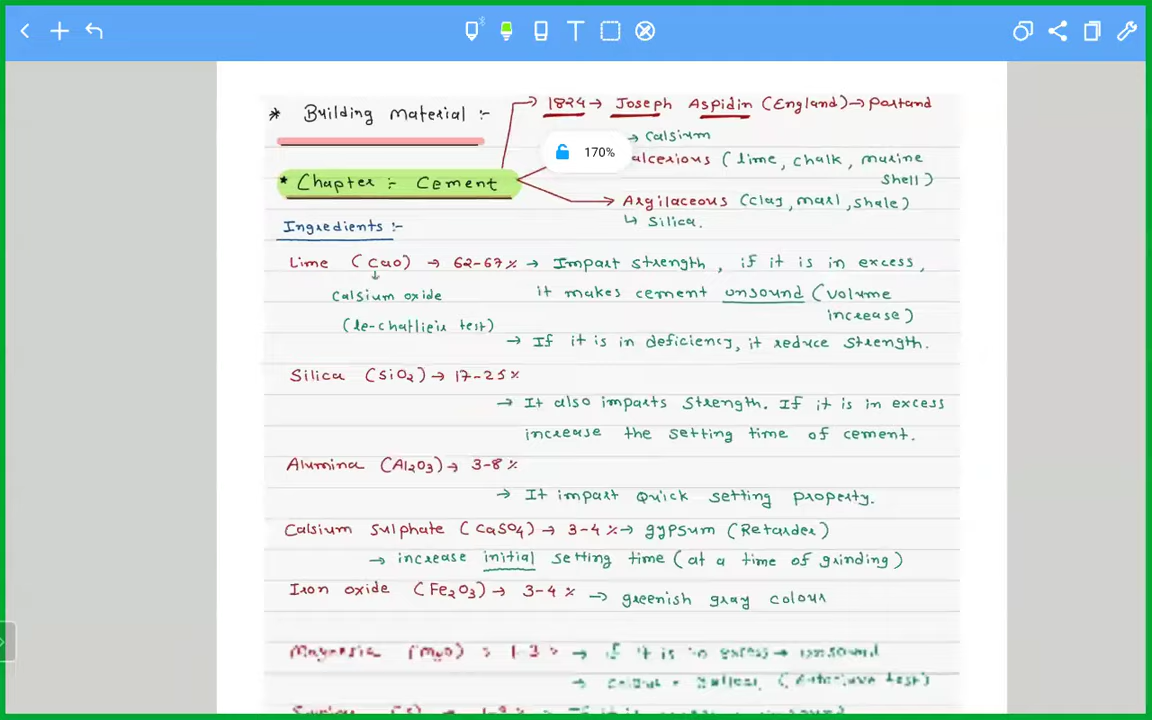 * Building material :-
1824 → Joseph Aspidin (England) → Portand
170%
→ Calsium
alcerious (lime, chalk, murine
shell)
* Chapter :- Cement
Argilaceous (clay, marl, shale)
↳ Silica.
Ingredients :-
Lime (Cao) → 62-67% → Impart strength, if it is in excess,
Calsium oxide
it makes cement unsound (volume
increase)
(le-chatlieir test)
→ If it is in deficiency, it reduce strength.
Silica (SiO2) → 17-25%
→ It also imparts strength. If it is in excess
increase the setting time of cement.
Alumina (Al2O3) → 3-8%
→ It impart quick setting property.
Calsium sulphate (CaSO4) → 3-4% → gypsum (Retarder)
→ increase initial setting time (at a time of grinding)
Iron oxide (Fe2O3) → 3-4% → greenish gray colour
Magnesia (MgO) 1-3% → if it is in excess → unsound
→ (Autoclave test)